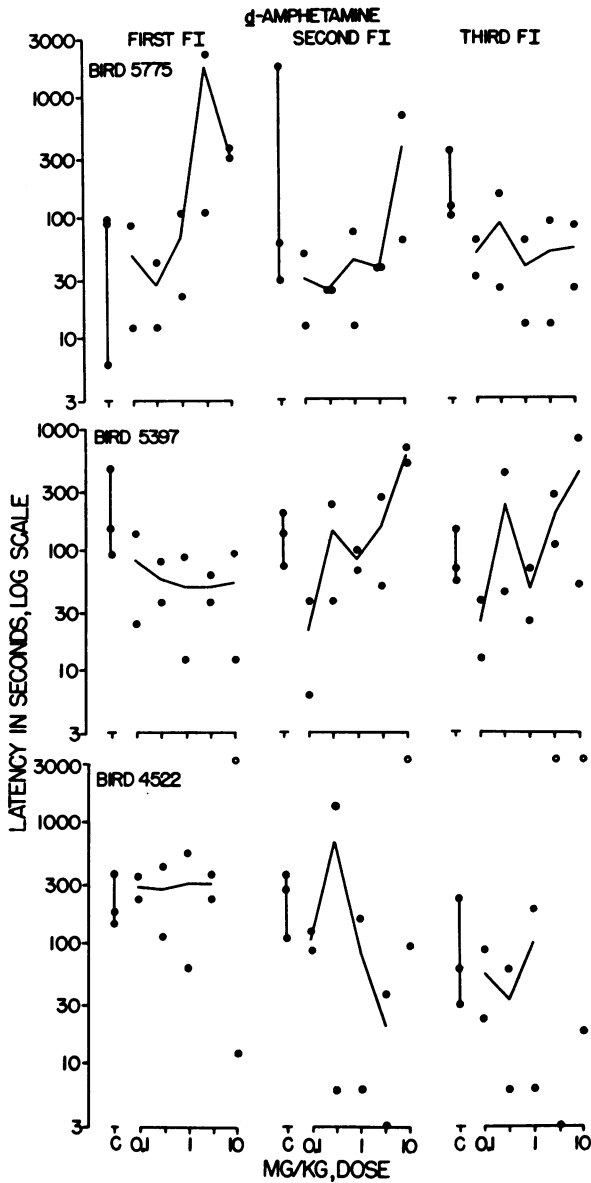 d-AMPHETAMINE
FIRST FI SECOND FI THIRD FI
BIRD 5775
3000
1000
300
100
30
10
3
BIRD 5397
1000
300
100
30
10
3
BIRD 4522
3000
1000
300
100
30
10
3
LATENCY IN SECONDS, LOG SCALE
C 0.1 1 10 C 0.1 1 10 C 0.1 1 10
MG/KG, DOSE